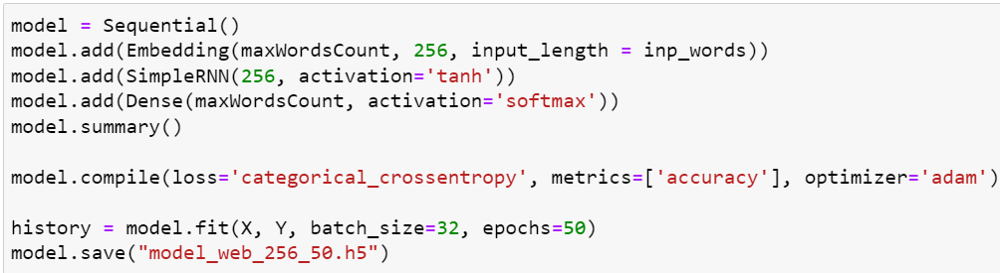 model = Sequential()
model.add(Embedding(maxWordsCount, 256, input_length = inp_words))
model.add(SimpleRNN(256, activation='tanh'))
model.add(Dense(maxWordsCount, activation='softmax'))
model.summary()
model.compile(loss='categorical_crossentropy', metrics=['accuracy'], optimizer='adam')
history = model.fit(X, Y, batch_size=32, epochs=50)
model.save("model_web_256_50.h5")